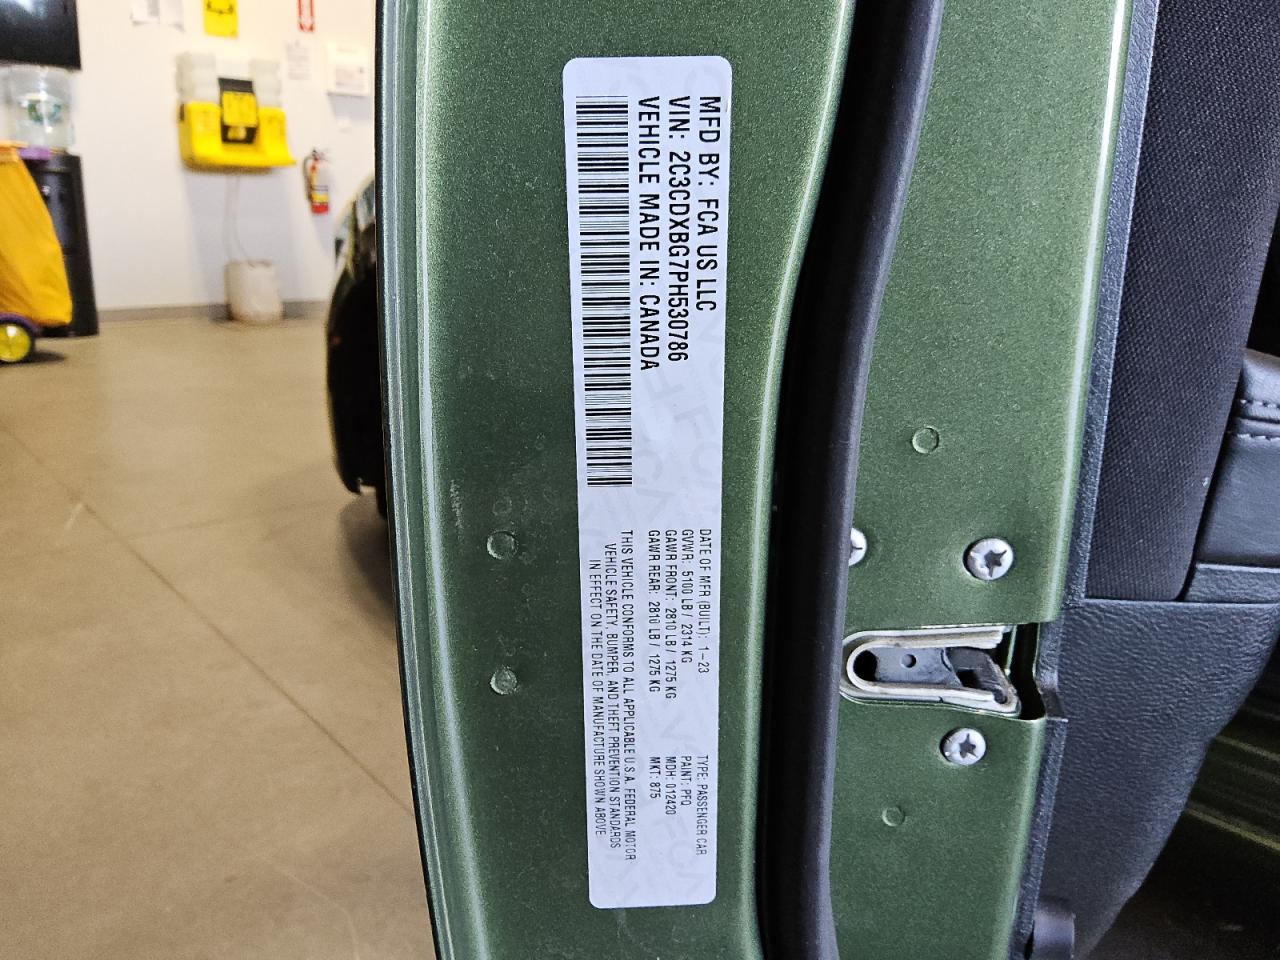 MFD BY: FCA US LLC
VIN: 2C3CDXBG7PH530786
VEHICLE MADE IN: CANADA
DATE OF MFR (BUILT): 1-23
GVWR: 5100 LB / 2314 KG
GAWR FRONT: 2810 LB / 1275 KG
GAWR REAR: 2810 LB / 1275 KG
TYPE: PASSENGER CAR
PAINT: PFQ
MDH: 012420
MKT: 875
THIS VEHICLE CONFORMS TO ALL APPLICABLE U.S.A. FEDERAL MOTOR
VEHICLE SAFETY, BUMPER, AND THEFT PREVENTION STANDARDS
IN EFFECT ON THE DATE OF MANUFACTURE SHOWN ABOVE